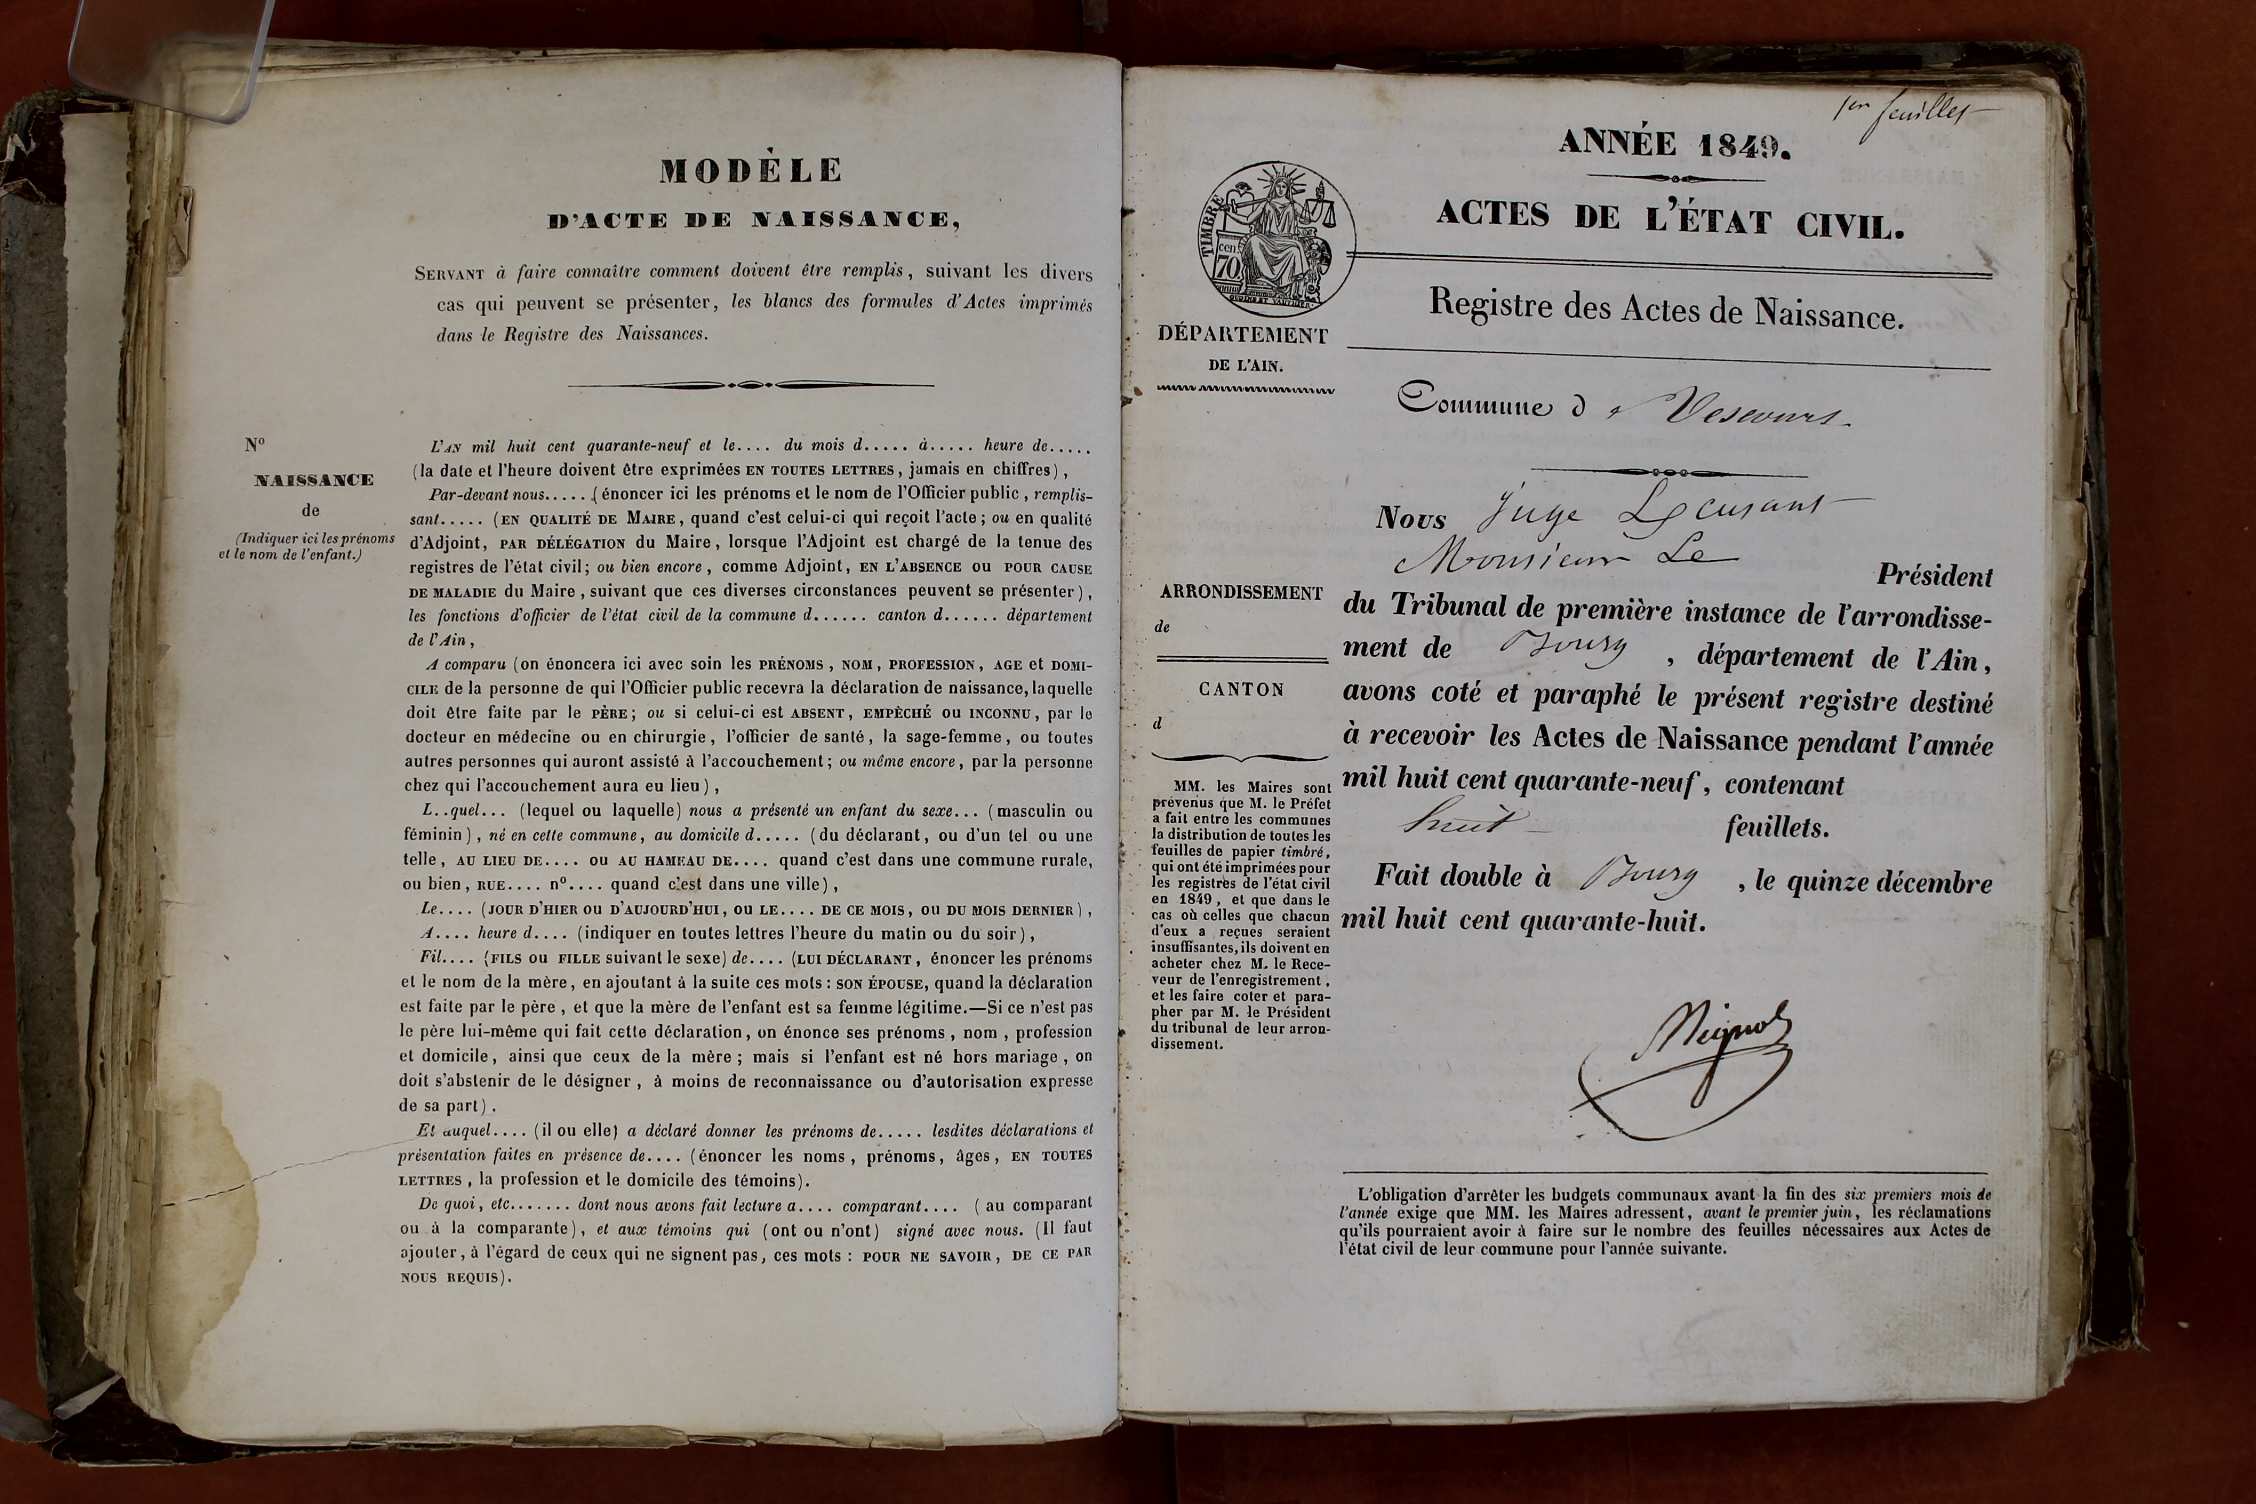 MODÈLE
D'ACTE DE NAISSANCE,
SERVANT à faire connaître comment doivent être remplis, suivant les divers
cas qui peuvent se présenter, les blancs des formules d'Actes imprimés
dans le Registre des Naissances.
No
NAISSANCE
de
(Indiquer ici les prénoms
et le nom de l'enfant.)
L'AN mil huit cent quarante-neuf et le.... du mois d..... à..... heure de.....
(la date et l'heure doivent être exprimées EN TOUTES LETTRES, jamais en chiffres),
Par-devant nous..... (énoncer ici les prénoms et le nom de l'Officier public, remplis-
sant..... (EN QUALITÉ DE MAIRE, quand c'est celui-ci qui reçoit l'acte; ou en qualité
d'Adjoint, PAR DÉLÉGATION du Maire, lorsque l'Adjoint est chargé de la tenue des
registres de l'état civil; ou bien encore, comme Adjoint, EN L'ABSENCE OU POUR CAUSE
DE MALADIE du Maire, suivant que ces diverses circonstances peuvent se présenter),
les fonctions d'officier de l'état civil de la commune d...... canton d...... département
de l'Ain,
A comparu (on énoncera ici avec soin les PRÉNOMS, NOM, PROFESSION, AGE et DOMI-
CILE de la personne de qui l'Officier public recevra la déclaration de naissance, laquelle
doit être faite par le PÈRE; ou si celui-ci est ABSENT, EMPÈCHÉ OU INCONNU, par le
docteur en médecine ou en chirurgie, l'officier de santé, la sage-femme, ou toutes
autres personnes qui auront assisté à l'accouchement; ou même encore, par la personne
chez qui l'accouchement aura eu lieu),
L..quel... (lequel ou laquelle) nous a présenté un enfant du sexe... (masculin ou
féminin), né en cette commune, au domicile d..... (du déclarant, ou d'un tel ou une
telle, AU LIEU DE.... OU AU HAMEAU DE.... quand c'est dans une commune rurale,
ou bien, RUE.... no.... quand c'est dans une ville),
Le.... (JOUR D'HIER OU D'AUJOURD'HUI, OU LE.... DE CE MOIS, OU DU MOIS DERNIER),
A.... heure d.... (indiquer en toutes lettres l'heure du matin ou du soir),
Fil.... (FILS OU FILLE suivant le sexe) de.... (LUI DÉCLARANT, énoncer les prénoms
et le nom de la mère, en ajoutant à la suite ces mots: SON ÉPOUSE, quand la déclaration
est faite par le père, et que la mère de l'enfant est sa femme légitime.—Si ce n'est pas
le père lui-même qui fait cette déclaration, on énonce ses prénoms, nom, profession
et domicile, ainsi que ceux de la mère; mais si l'enfant est né hors mariage, on
doit s'abstenir de le désigner, à moins de reconnaissance ou d'autorisation expresse
de sa part).
Et auquel.... (il ou elle) a déclaré donner les prénoms de..... lesdites déclarations et
présentation faites en présence de.... (énoncer les noms, prénoms, âges, EN TOUTES
LETTRES, la profession et le domicile des témoins).
De quoi, etc....... dont nous avons fait lecture a.... comparant.... (au comparant
ou à la comparante), et aux témoins qui (ont ou n'ont) signé avec nous. (Il faut
ajouter, à l'égard de ceux qui ne signent pas, ces mots: POUR NE SAVOIR, DE CE PAR
NOUS REQUIS).
1er feuillet
ANNÉE 1849.
ACTES DE L'ÉTAT CIVIL.
TIMBRE
cen.
70
Registre des Actes de Naissance.
DÉPARTEMENT
DE L'AIN.
Commune de Vescours
Nous Juge
Monsieur Le Président
du Tribunal de première instance de l'arrondisse-
ment de Bourg, département de l'Ain,
avons coté et paraphé le présent registre destiné
à recevoir les Actes de Naissance pendant l'année
mil huit cent quarante-neuf, contenant
huit feuillets.
Fait double à Bourg, le quinze décembre
mil huit cent quarante-huit.
ARRONDISSEMENT
de
CANTON
d
MM. les Maires sont
prévenus que M. le Préfet
a fait entre les communes
la distribution de toutes les
feuilles de papier timbré,
qui ont été imprimées pour
les registres de l'état civil
en 1849, et que dans le
cas où celles que chacun
d'eux a reçues seraient
insuffisantes, ils doivent en
acheter chez M. le Rece-
veur de l'enregistrement,
et les faire coter et para-
pher par M. le Président
du tribunal de leur arron-
dissement.
L'obligation d'arrêter les budgets communaux avant la fin des six premiers mois de
l'année exige que MM. les Maires adressent, avant le premier juin, les réclamations
qu'ils pourraient avoir à faire sur le nombre des feuilles nécessaires aux Actes de
l'état civil de leur commune pour l'année suivante.